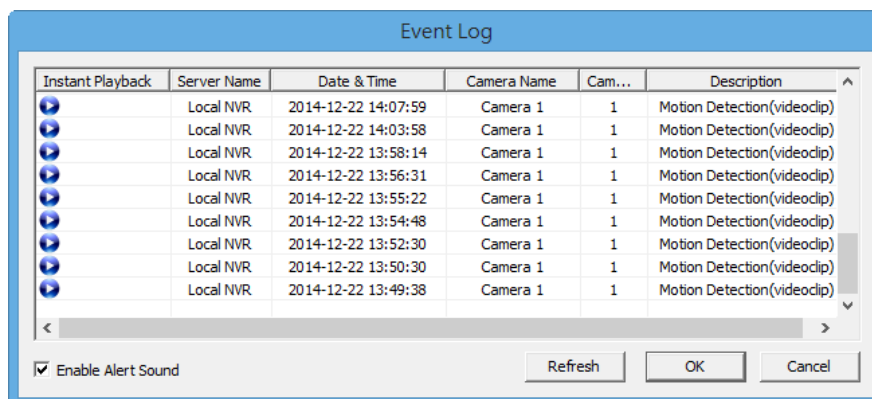 Event Log
Instant Playback Server Name Date & Time Camera Name Cam... Description
Local NVR 2014-12-22 14:07:59 Camera 1 1 Motion Detection(videoclip)
Local NVR 2014-12-22 14:03:58 Camera 1 1 Motion Detection(videoclip)
Local NVR 2014-12-22 13:58:14 Camera 1 1 Motion Detection(videoclip)
Local NVR 2014-12-22 13:56:31 Camera 1 1 Motion Detection(videoclip)
Local NVR 2014-12-22 13:55:22 Camera 1 1 Motion Detection(videoclip)
Local NVR 2014-12-22 13:54:48 Camera 1 1 Motion Detection(videoclip)
Local NVR 2014-12-22 13:52:30 Camera 1 1 Motion Detection(videoclip)
Local NVR 2014-12-22 13:50:30 Camera 1 1 Motion Detection(videoclip)
Local NVR 2014-12-22 13:49:38 Camera 1 1 Motion Detection(videoclip)
Enable Alert Sound Refresh OK Cancel